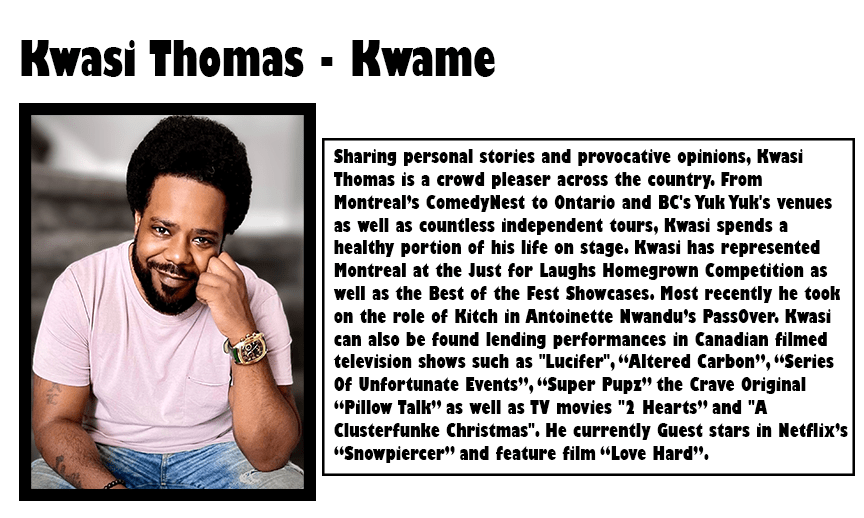 Kwasi Thomas - Kwame
Sharing personal stories and provocative opinions, Kwasi
Thomas is a crowd pleaser across the country. From
Montreal’s ComedyNest to Ontario and BC's Yuk Yuk's venues
as well as countless independent tours, Kwasi spends a
healthy portion of his life on stage. Kwasi has represented
Montreal at the Just for Laughs Homegrown Competition as
well as the Best of the Fest Showcases. Most recently he took
on the role of Kitch in Antoinette Nwandu’s PassOver. Kwasi
can also be found lending performances in Canadian filmed
television shows such as "Lucifer", “Altered Carbon”, “Series
Of Unfortunate Events”, “Super Pupz” the Crave Original
“Pillow Talk” as well as TV movies "2 Hearts” and "A
Clusterfunke Christmas". He currently Guest stars in Netflix’s
“Snowpiercer” and feature film “Love Hard”.